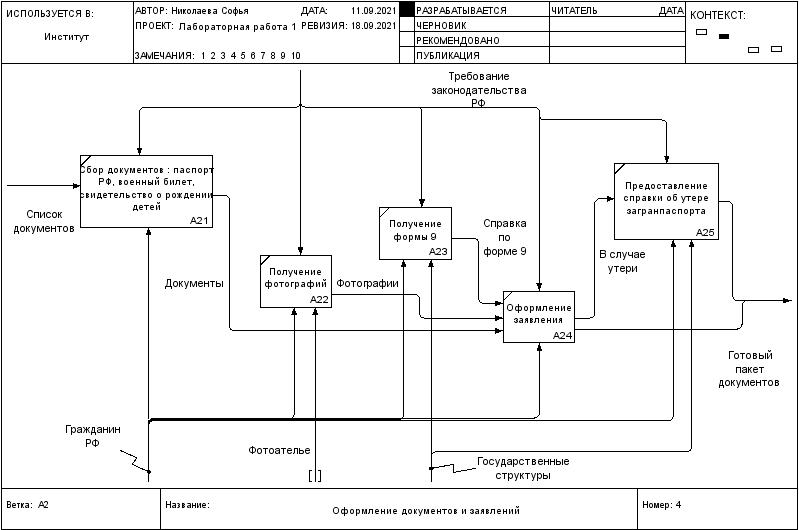 ИСПОЛЬЗУЕТСЯ В:
Институт
АВТОР: Николаева Софья
ДАТА: 11.09.2021
ПРОЕКТ: Лабораторная работа 1
РЕВИЗИЯ: 18.09.2021
ЗАМЕЧАНИЯ: 1 2 3 4 5 6 7 8 9 10
РАЗРАБАТЫВАЕТСЯ
ЧЕРНОВИК
РЕКОМЕНДОВАНО
ПУБЛИКАЦИЯ
ЧИТАТЕЛЬ
ДАТА
КОНТЕКСТ:
Требование
законодательства
РФ
Сбор документов : паспорт
РФ, военный билет,
свидетельство о рождении
детей
A21
Список
документов
Документы
Получение
фотографий
A22
Фотографии
Получение
формы 9
A23
Справка
по
форме 9
Оформление
заявления
A24
В случае
утери
Предоставление
справки об утере
загранпаспорта
A25
Готовый
пакет
документов
Гражданин
РФ
Фотоателье
Государственные
структуры
Ветка: A2
Название:
Оформление документов и заявлений
Номер: 4